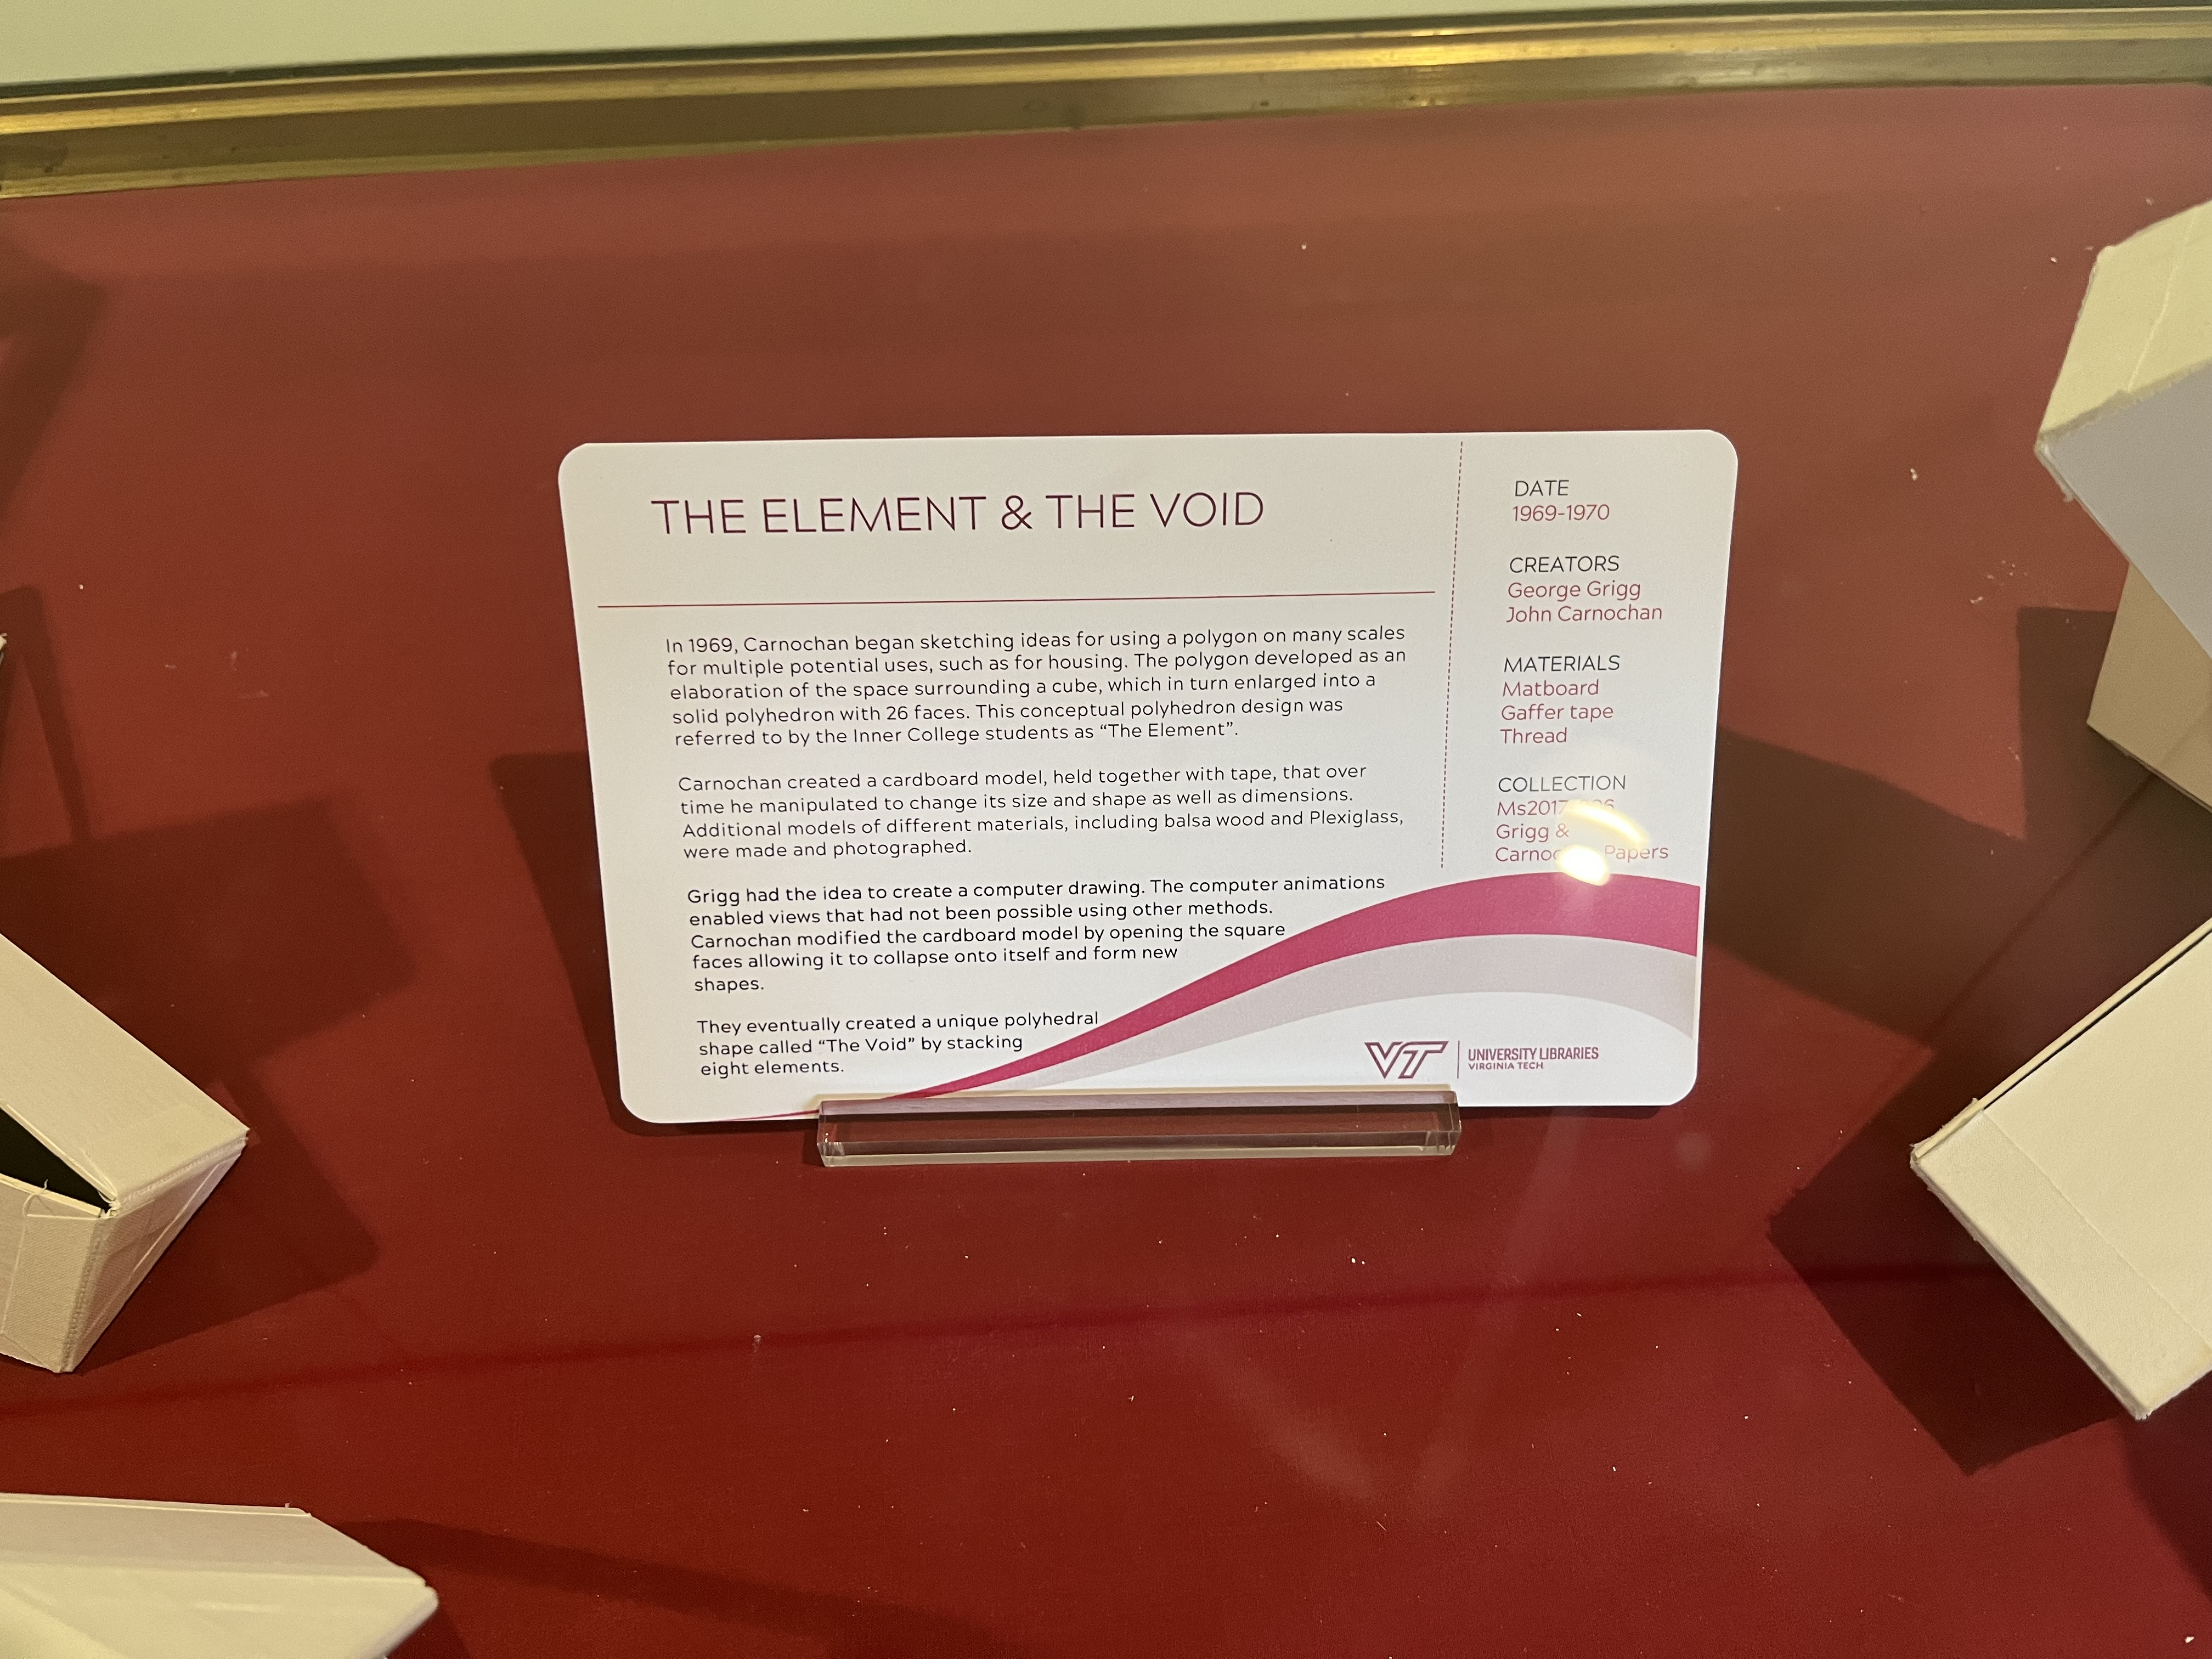 THE ELEMENT & THE VOID
In 1969, Carnochan began sketching ideas for using a polygon on many scales
for multiple potential uses, such as for housing. The polygon developed as an
elaboration of the space surrounding a cube, which in turn enlarged into a
solid polyhedron with 26 faces. This conceptual polyhedron design was
referred to by the Inner College students as “The Element”.
Carnochan created a cardboard model, held together with tape, that over
time he manipulated to change its size and shape as well as dimensions.
Additional models of different materials, including balsa wood and Plexiglass,
were made and photographed.
Grigg had the idea to create a computer drawing. The computer animations
enabled views that had not been possible using other methods.
Carnochan modified the cardboard model by opening the square
faces allowing it to collapse onto itself and form new
shapes.
They eventually created a unique polyhedral
shape called “The Void” by stacking
eight elements.
DATE
1969-1970
CREATORS
George Grigg
John Carnochan
MATERIALS
Matboard
Gaffer tape
Thread
COLLECTION
Grigg &
Papers
VT
UNIVERSITY LIBRARIES
VIRGINIA TECH